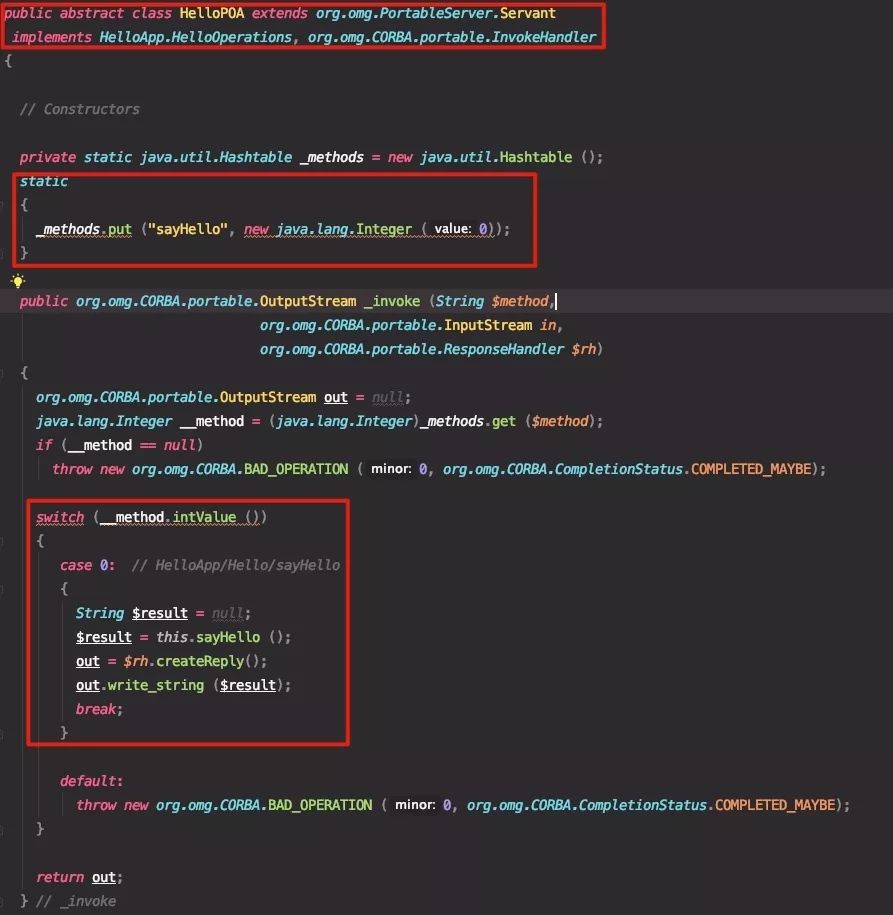 public abstract class HelloPOA extends org.omg.PortableServer.Servant
implements HelloApp.HelloOperations, org.omg.CORBA.portable.InvokeHandler
{
// Constructors
private static java.util.Hashtable _methods = new java.util.Hashtable ();
static
{
_methods.put ("sayHello", new java.lang.Integer ( value: 0));
}
public org.omg.CORBA.portable.OutputStream _invoke (String $method,
org.omg.CORBA.portable.InputStream in,
org.omg.CORBA.portable.ResponseHandler $rh)
{
org.omg.CORBA.portable.OutputStream out = null;
java.lang.Integer __method = (java.lang.Integer)_methods.get ($method);
if (__method == null)
throw new org.omg.CORBA.BAD_OPERATION ( minor: 0, org.omg.CORBA.CompletionStatus.COMPLETED_MAYBE);
switch (__method.intValue ())
{
case 0: // HelloApp/Hello/sayHello
{
String $result = null;
$result = this.sayHello ();
out = $rh.createReply();
out.write_string ($result);
break;
}
default:
throw new org.omg.CORBA.BAD_OPERATION ( minor: 0, org.omg.CORBA.CompletionStatus.COMPLETED_MAYBE);
}
return out;
} // _invoke